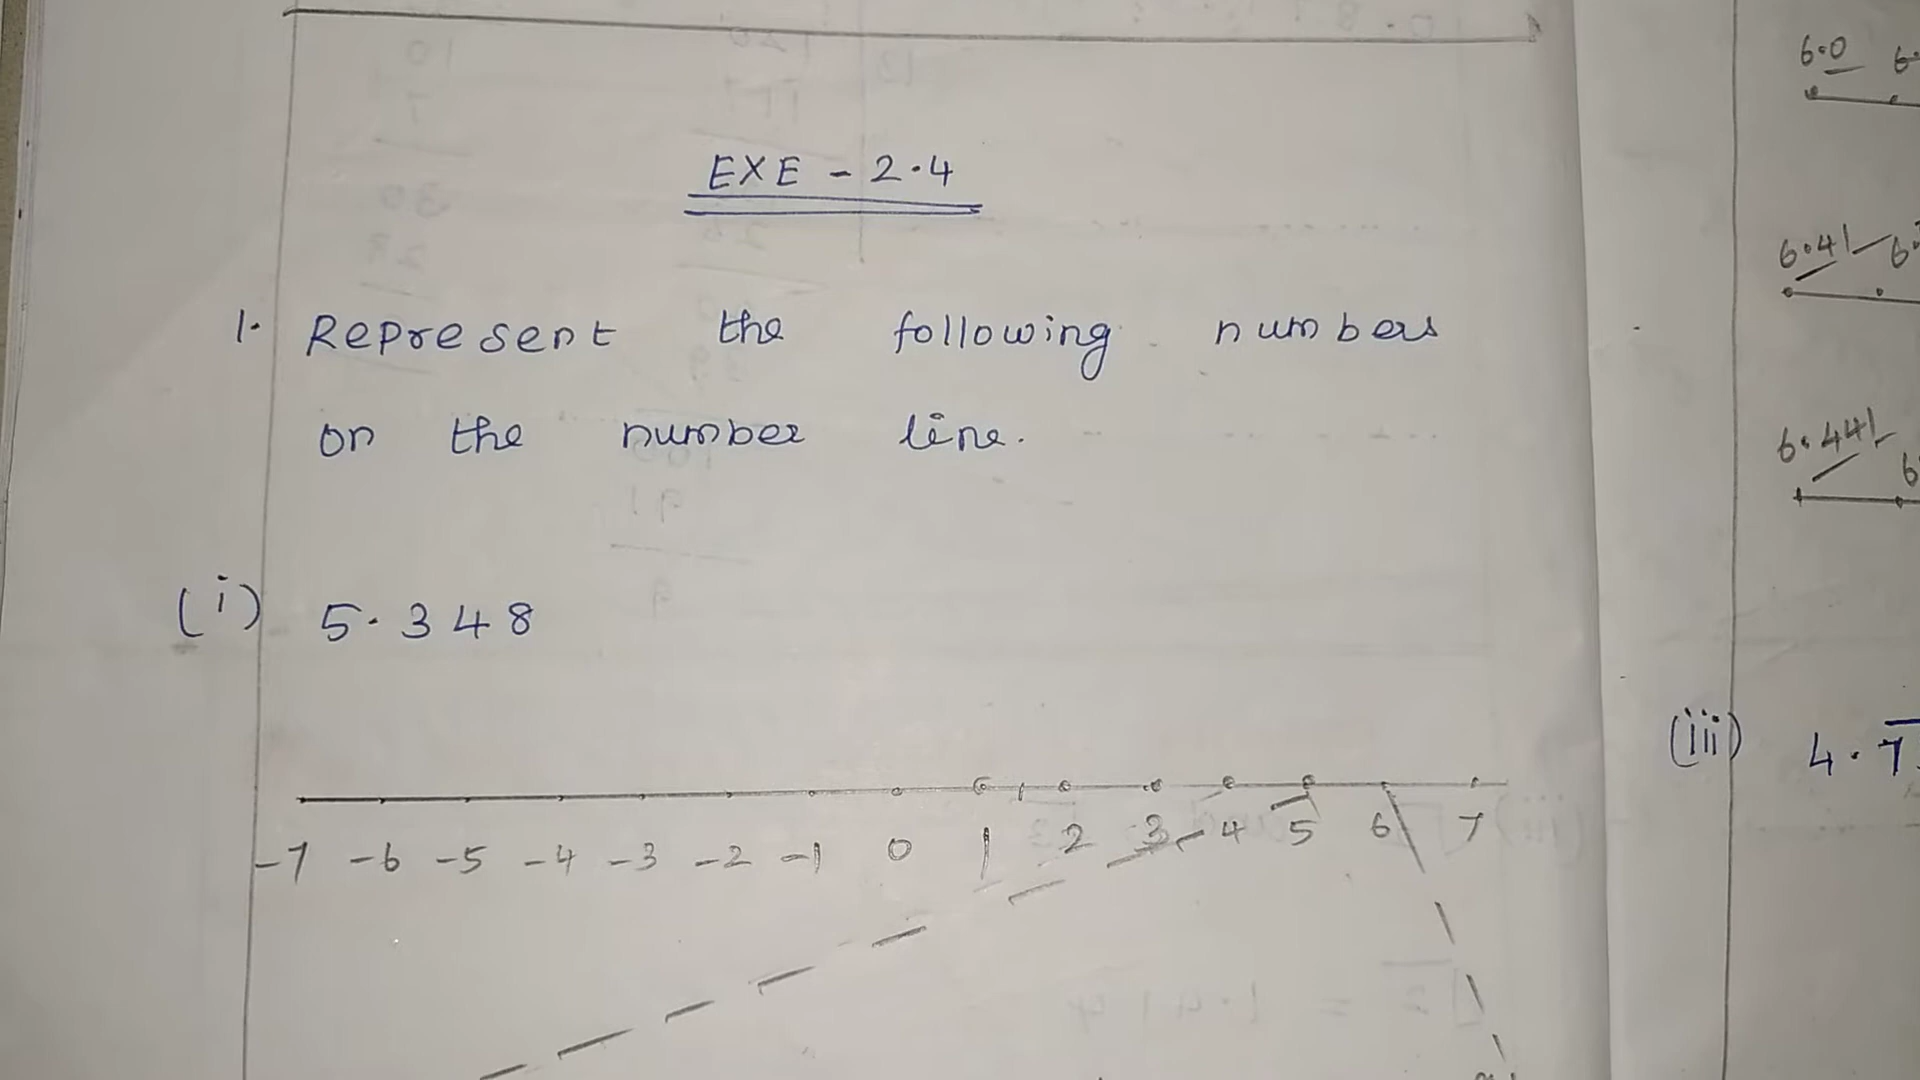 EXE - 2.4
1. Represent the following numbers
on the number line.
(i) 5.348
-7 -6 -5 -4 -3 -2 -1 0 1 2 3 4 5 6 7
6.0
6.41
6.441
(iii) 4.7